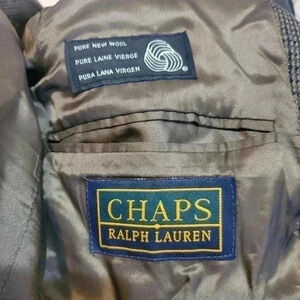 PURE NEW WOOL
PURE LAINE VIERGE
PURA LANA VIRGEN
CHAPS
RALPH LAUREN